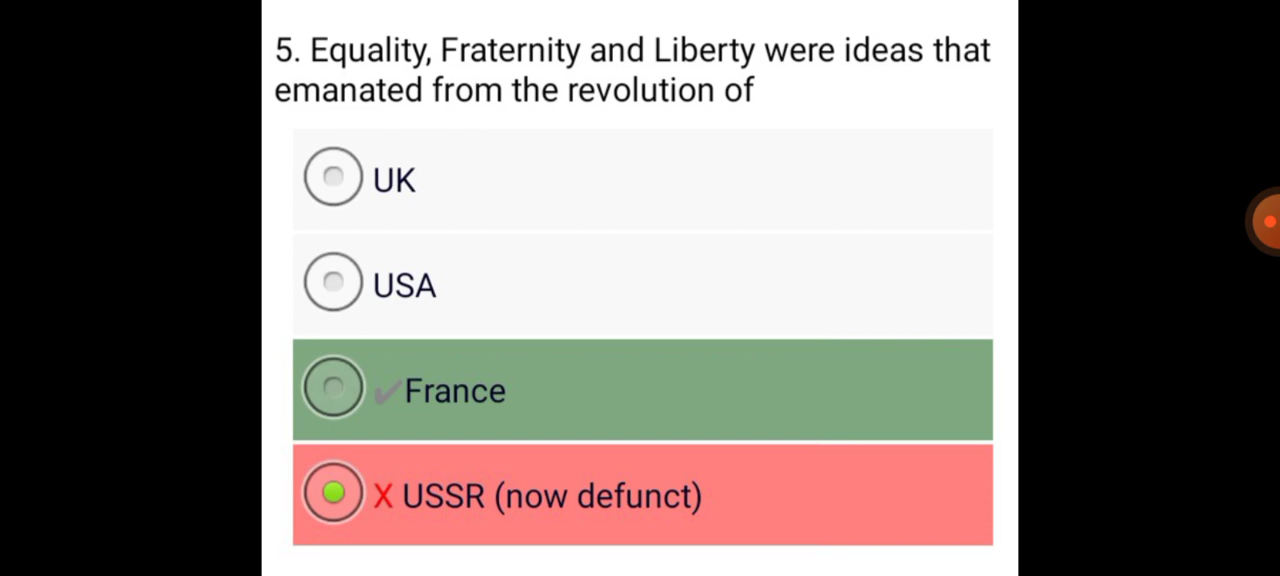 5. Equality, Fraternity and Liberty were ideas that
emanated from the revolution of
UK
USA
✔France
X USSR (now defunct)